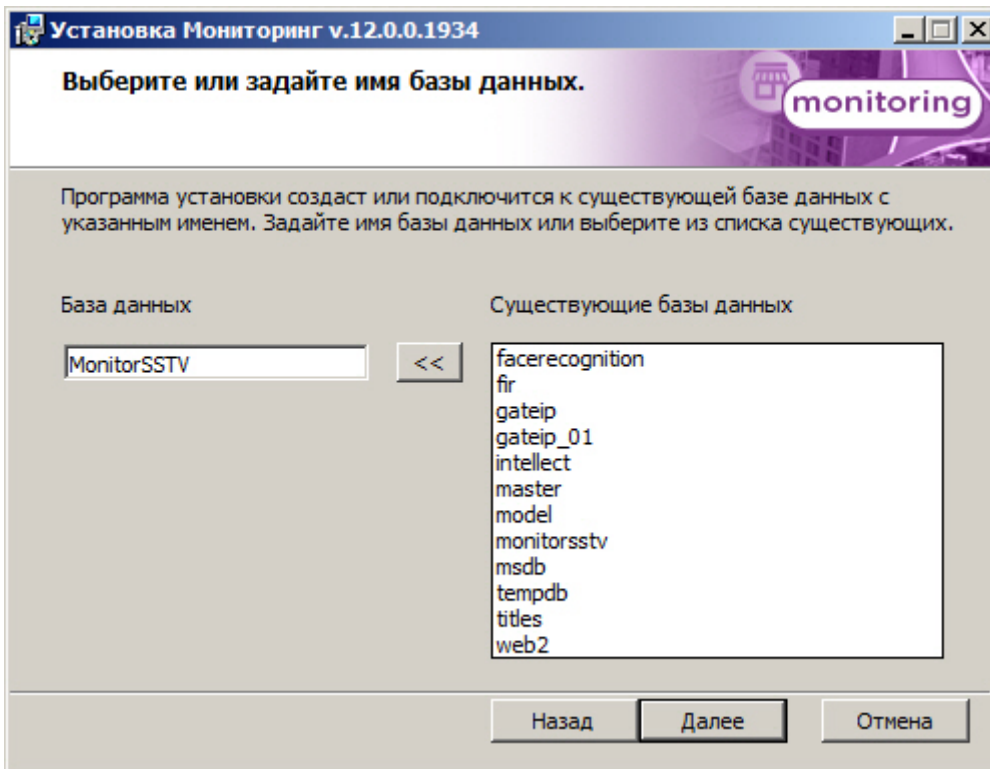 Установка Мониторинг v.12.0.0.1934
Выберите или задайте имя базы данных.
monitoring
Программа установки создаст или подключится к существующей базе данных с
указанным именем. Задайте имя базы данных или выберите из списка существующих.
База данных
MonitorSSTV
<<
Существующие базы данных
facerecognition
fir
gateip
gateip_01
intellect
master
model
monitorsstv
msdb
tempdb
titles
web2
Назад
Далее
Отмена